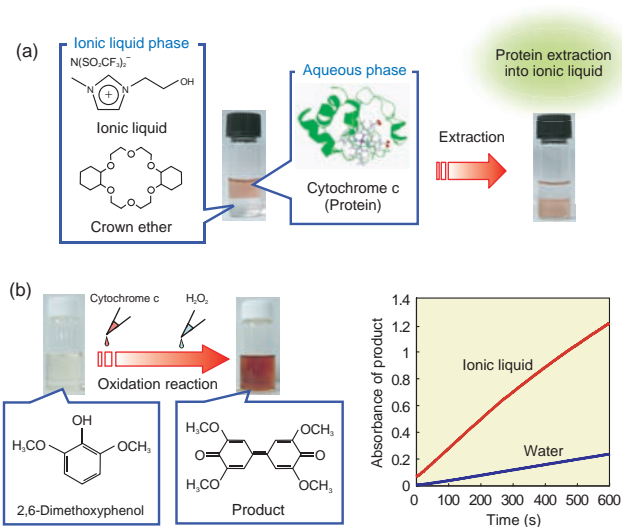 (a)
Ionic liquid phase
N(SO₂CF₃)₂⁻
OH
N
N
+
Ionic liquid
O
O
O
O
O
O
Crown ether
Aqueous phase
Cytochrome c
(Protein)
Extraction
Protein extraction
into ionic liquid
(b)
Cytochrome c
H₂O₂
Oxidation reaction
OH
H₃CO
OCH₃
2,6-Dimethoxyphenol
H₃CO
OCH₃
O
O
H₃CO
OCH₃
Product
Absorbance of product
1.4
1.2
1
0.8
0.6
0.4
0.2
0
Ionic liquid
Water
0 100 200 300 400 500 600
Time (s)